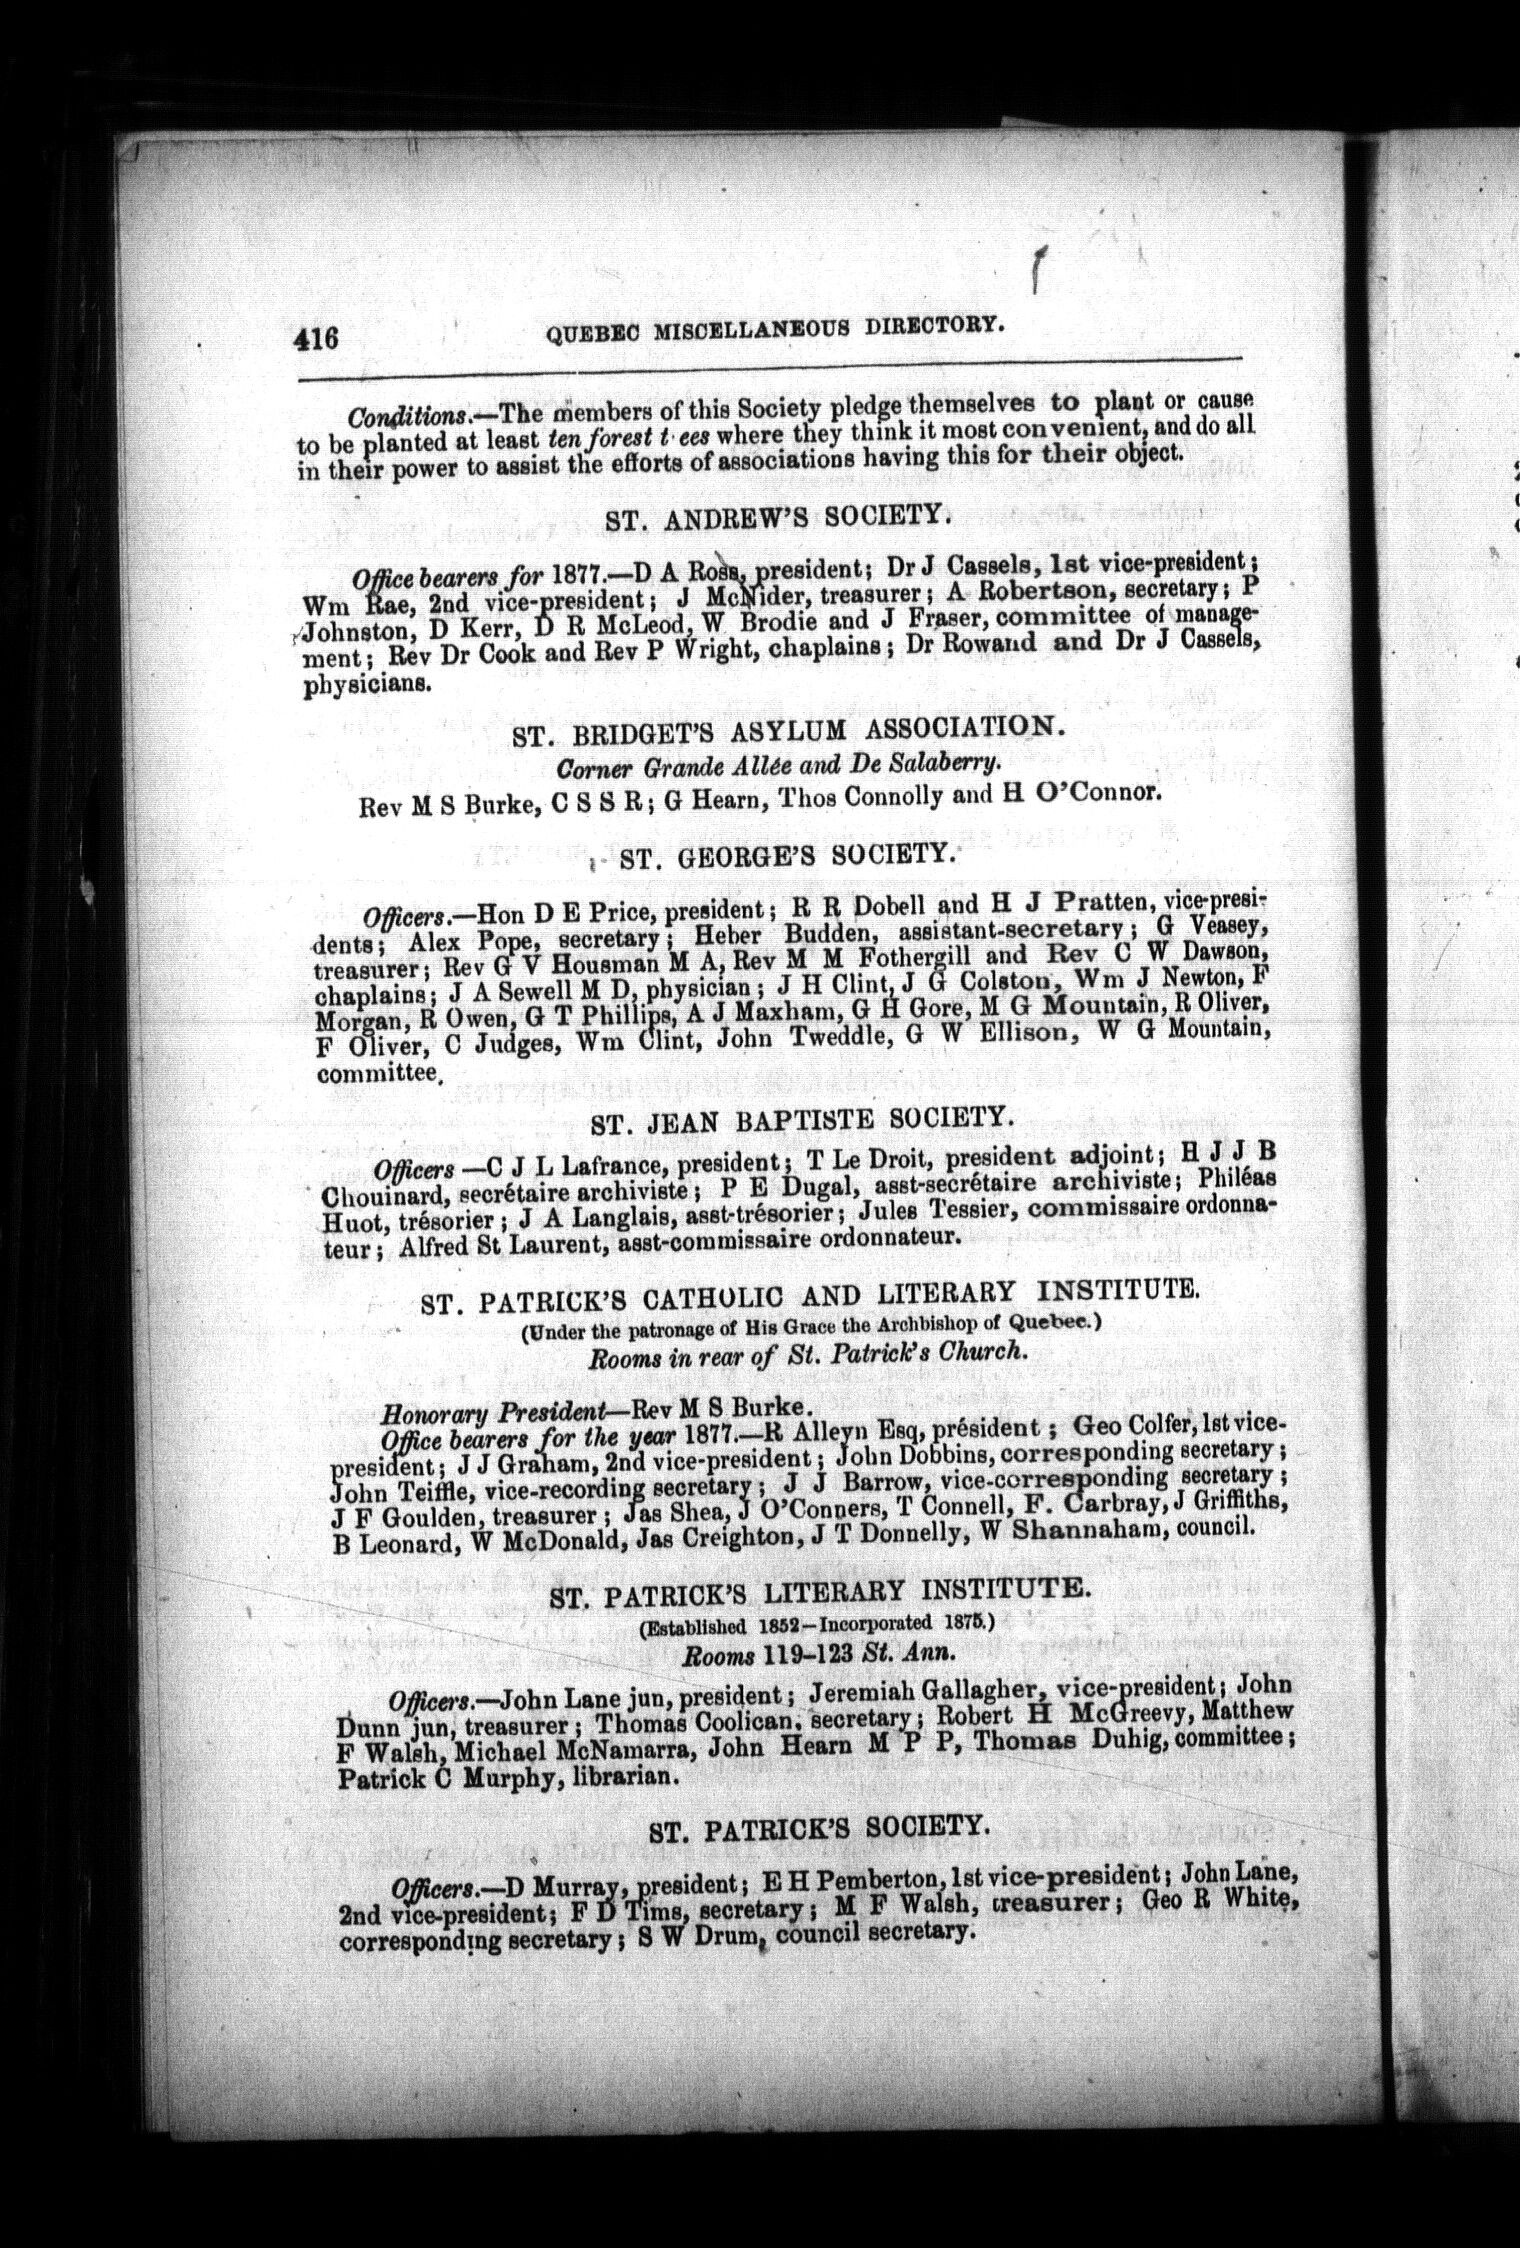 416
QUEBEC MISCELLANEOUS DIRECTORY.
Conditions.—The members of this Society pledge themselves to plant or cause
to be planted at least ten forest t ees where they think it most convenient, and do all
in their power to assist the efforts of associations having this for their object.
ST. ANDREW'S SOCIETY.
Office bearers for 1877.—D A Ross, president; Dr J Cassels, 1st vice-president;
Wm Rae, 2nd vice-president; J McNider, treasurer; A Robertson, secretary; P
Johnston, D Kerr, D R McLeod, W Brodie and J Fraser, committee of manage-
ment; Rev Dr Cook and Rev P Wright, chaplains; Dr Rowand and Dr J Cassels,
physicians.
ST. BRIDGET'S ASYLUM ASSOCIATION.
Corner Grande Allée and De Salaberry.
Rev M S Burke, C S S R; G Hearn, Thos Connolly and H O'Connor.
ST. GEORGE'S SOCIETY.
Officers.—Hon D E Price, president; R R Dobell and H J Pratten, vice-presi-
dents; Alex Pope, secretary; Heber Budden, assistant-secretary; G Veasey,
treasurer; Rev G V Housman M A, Rev M M Fothergill and Rev C W Dawson,
chaplains; J A Sewell M D, physician; J H Clint, J G Colston, Wm J Newton, F
Morgan, R Owen, G T Phillips, A J Maxham, G H Gore, M G Mountain, R Oliver,
F Oliver, C Judges, Wm Clint, John Tweddle, G W Ellison, W G Mountain,
committee.
ST. JEAN BAPTISTE SOCIETY.
Officers —C J L Lafrance, president; T Le Droit, president adjoint; H J J B
Chouinard, secrétaire archiviste; P E Dugal, asst-secrétaire archiviste; Philéas
Huot, trésorier; J A Langlais, asst-trésorier; Jules Tessier, commissaire ordonna-
teur; Alfred St Laurent, asst-commissaire ordonnateur.
ST. PATRICK'S CATHOLIC AND LITERARY INSTITUTE.
(Under the patronage of His Grace the Archbishop of Quebec.)
Rooms in rear of St. Patrick's Church.
Honorary President—Rev M S Burke.
Office bearers for the year 1877.—R Alleyn Esq, président; Geo Colfer, 1st vice-
president; J J Graham, 2nd vice-president; John Dobbins, corresponding secretary;
John Teiffle, vice-recording secretary; J J Barrow, vice-corresponding secretary;
J F Goulden, treasurer; Jas Shea, J O'Conners, T Connell, F. Carbray, J Griffiths,
B Leonard, W McDonald, Jas Creighton, J T Donnelly, W Shannaham, council.
ST. PATRICK'S LITERARY INSTITUTE.
(Established 1852—Incorporated 1875.)
Rooms 119-123 St. Ann.
Officers.—John Lane jun, president; Jeremiah Gallagher, vice-president; John
Dunn jun, treasurer; Thomas Coolican, secretary; Robert H McGreevy, Matthew
F Walsh, Michael McNamarra, John Hearn M P P, Thomas Duhig, committee;
Patrick C Murphy, librarian.
ST. PATRICK'S SOCIETY.
Officers.—D Murray, president; E H Pemberton, 1st vice-president; John Lane,
2nd vice-president; F D Tims, secretary; M F Walsh, treasurer; Geo R White,
corresponding secretary; S W Drum, council secretary.